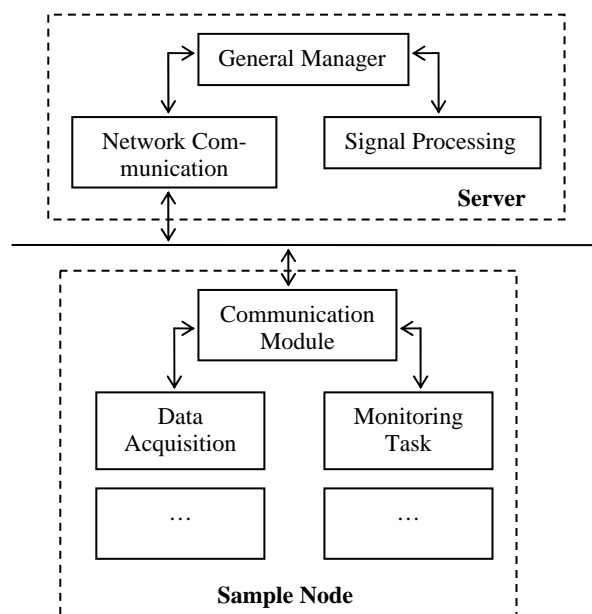 General Manager
Network Com-
munication
Signal Processing
Server
Communication
Module
Data
Acquisition
Monitoring
Task
…
…
Sample Node